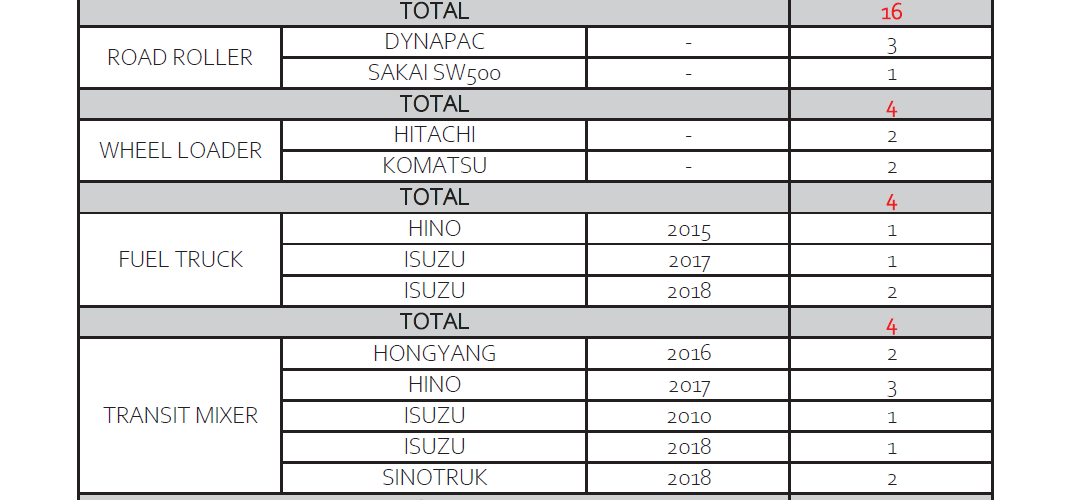 TOTAL 16
ROAD ROLLER DYNAPAC - 3
SAKAI SW500 - 1
TOTAL 4
WHEEL LOADER HITACHI - 2
KOMATSU - 2
TOTAL 4
FUEL TRUCK HINO 2015 1
ISUZU 2017 1
ISUZU 2018 2
TOTAL 4
TRANSIT MIXER HONGYANG 2016 2
HINO 2017 3
ISUZU 2010 1
ISUZU 2018 1
SINOTRUK 2018 2